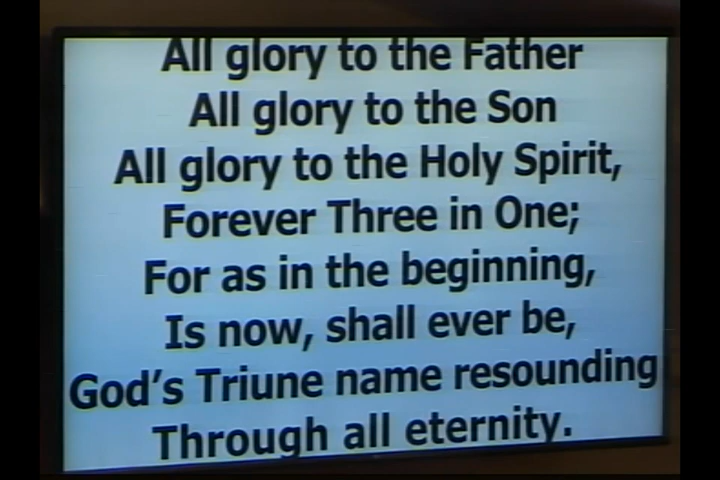 All glory to the Father
All glory to the Son
All glory to the Holy Spirit,
Forever Three in One;
For as in the beginning,
Is now, shall ever be,
God's Triune name resounding
Through all eternity.